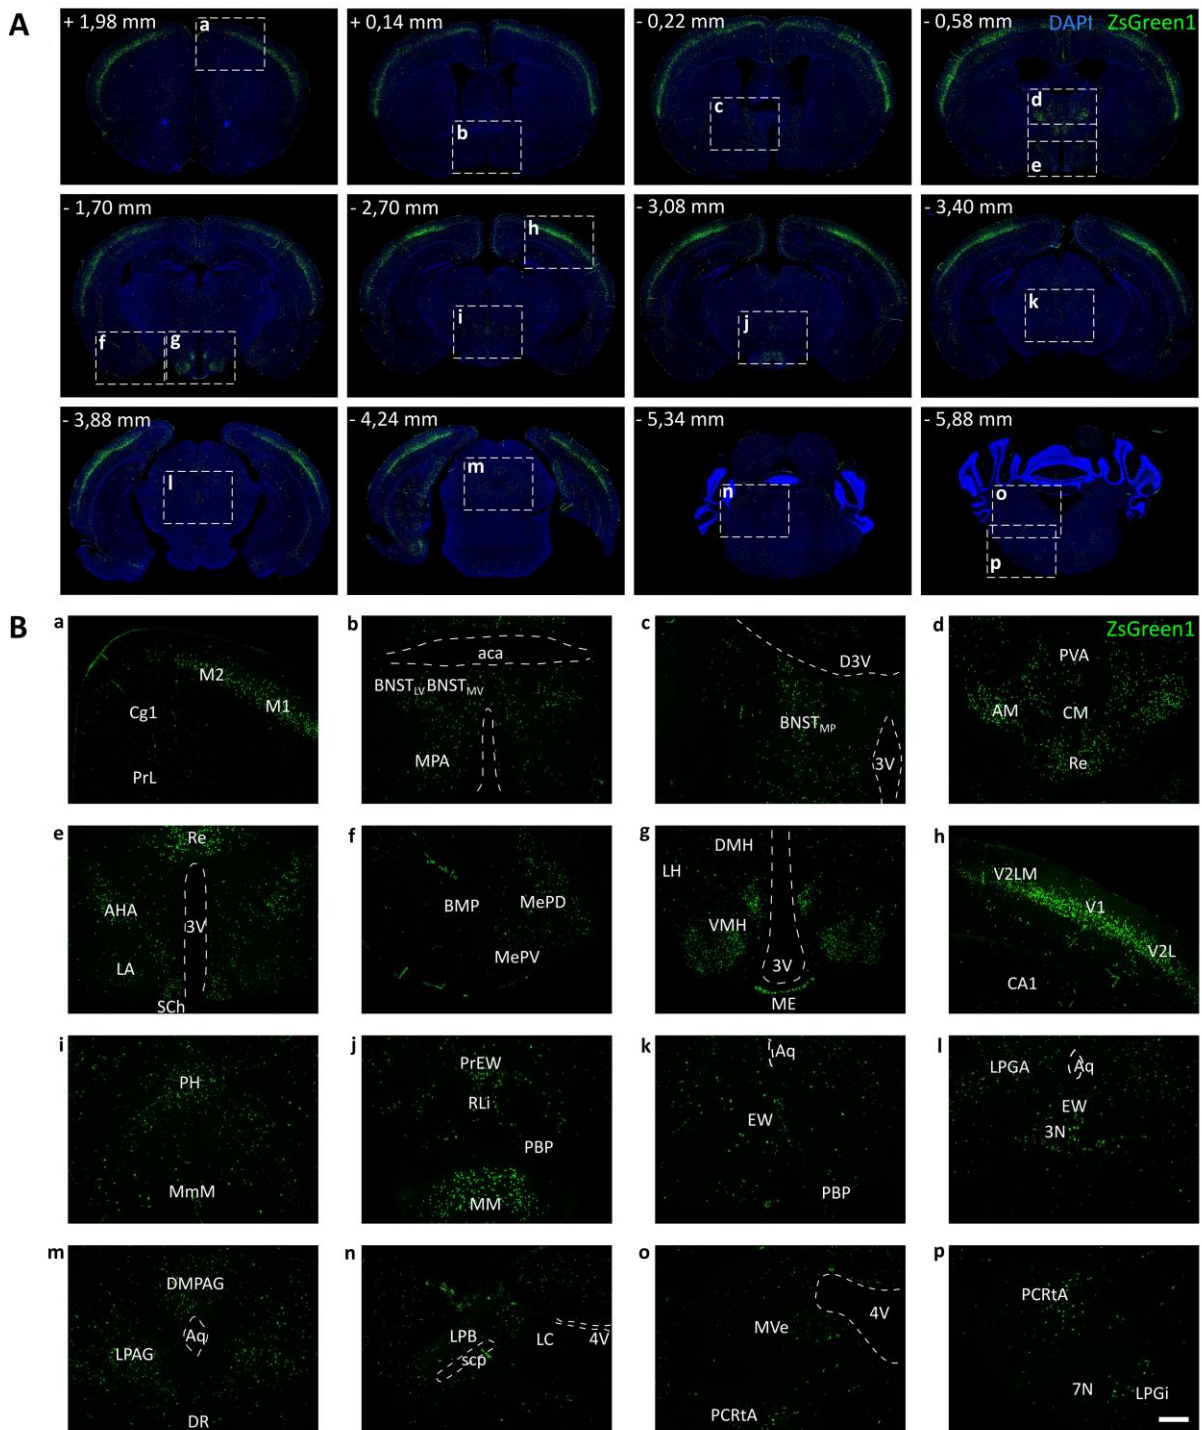 A
+ 1,98 mm
a
+ 0,14 mm
b
- 0,22 mm
c
- 0,58 mm
DAPI
ZsGreen1
d
e
- 1,70 mm
f
g
- 2,70 mm
h
i
- 3,08 mm
j
- 3,40 mm
k
- 3,88 mm
l
- 4,24 mm
m
- 5,34 mm
n
- 5,88 mm
o
p
B
a
M2
M1
Cg1
PrL
b
aca
BNSTLV BNSTMV
MPA
c
D3V
BNSTMP
3V
d
ZsGreen1
PVA
AM
CM
Re
e
Re
AHA
3V
LA
SCh
f
BMP
MePD
MePV
g
DMH
LH
VMH
3V
ME
h
V2LM
V1
V2L
CA1
i
PH
MmM
j
PrEW
RLi
PBP
MM
k
Aq
EW
PBP
l
LPGA
Aq
EW
3N
m
DMPAG
Aq
LPAG
DR
n
LPB
LC
4V
scp
o
4V
MVe
PCRtA
p
PCRtA
7N
LPGi